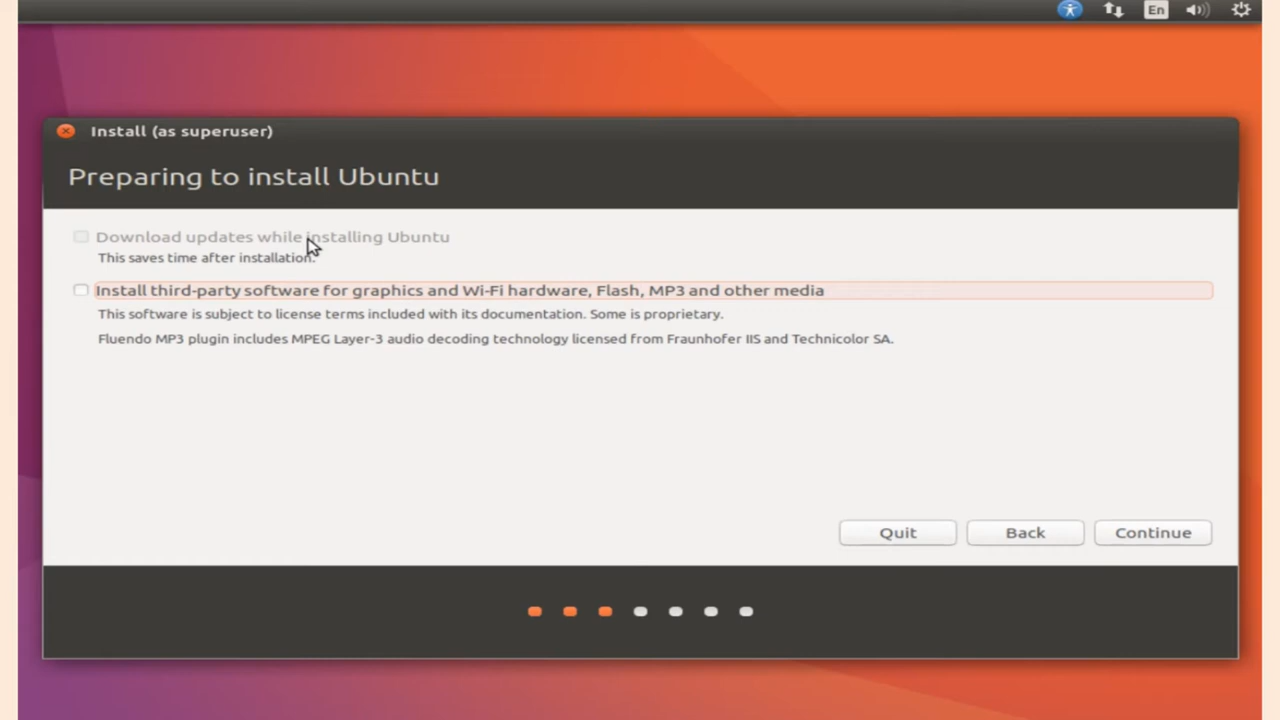 En
Install (as superuser)
Preparing to install Ubuntu
Download updates while installing Ubuntu
This saves time after installation.
Install third-party software for graphics and Wi-Fi hardware, Flash, MP3 and other media
This software is subject to license terms included with its documentation. Some is proprietary.
Fluendo MP3 plugin includes MPEG Layer-3 audio decoding technology licensed from Fraunhofer IIS and Technicolor SA.
Quit Back Continue